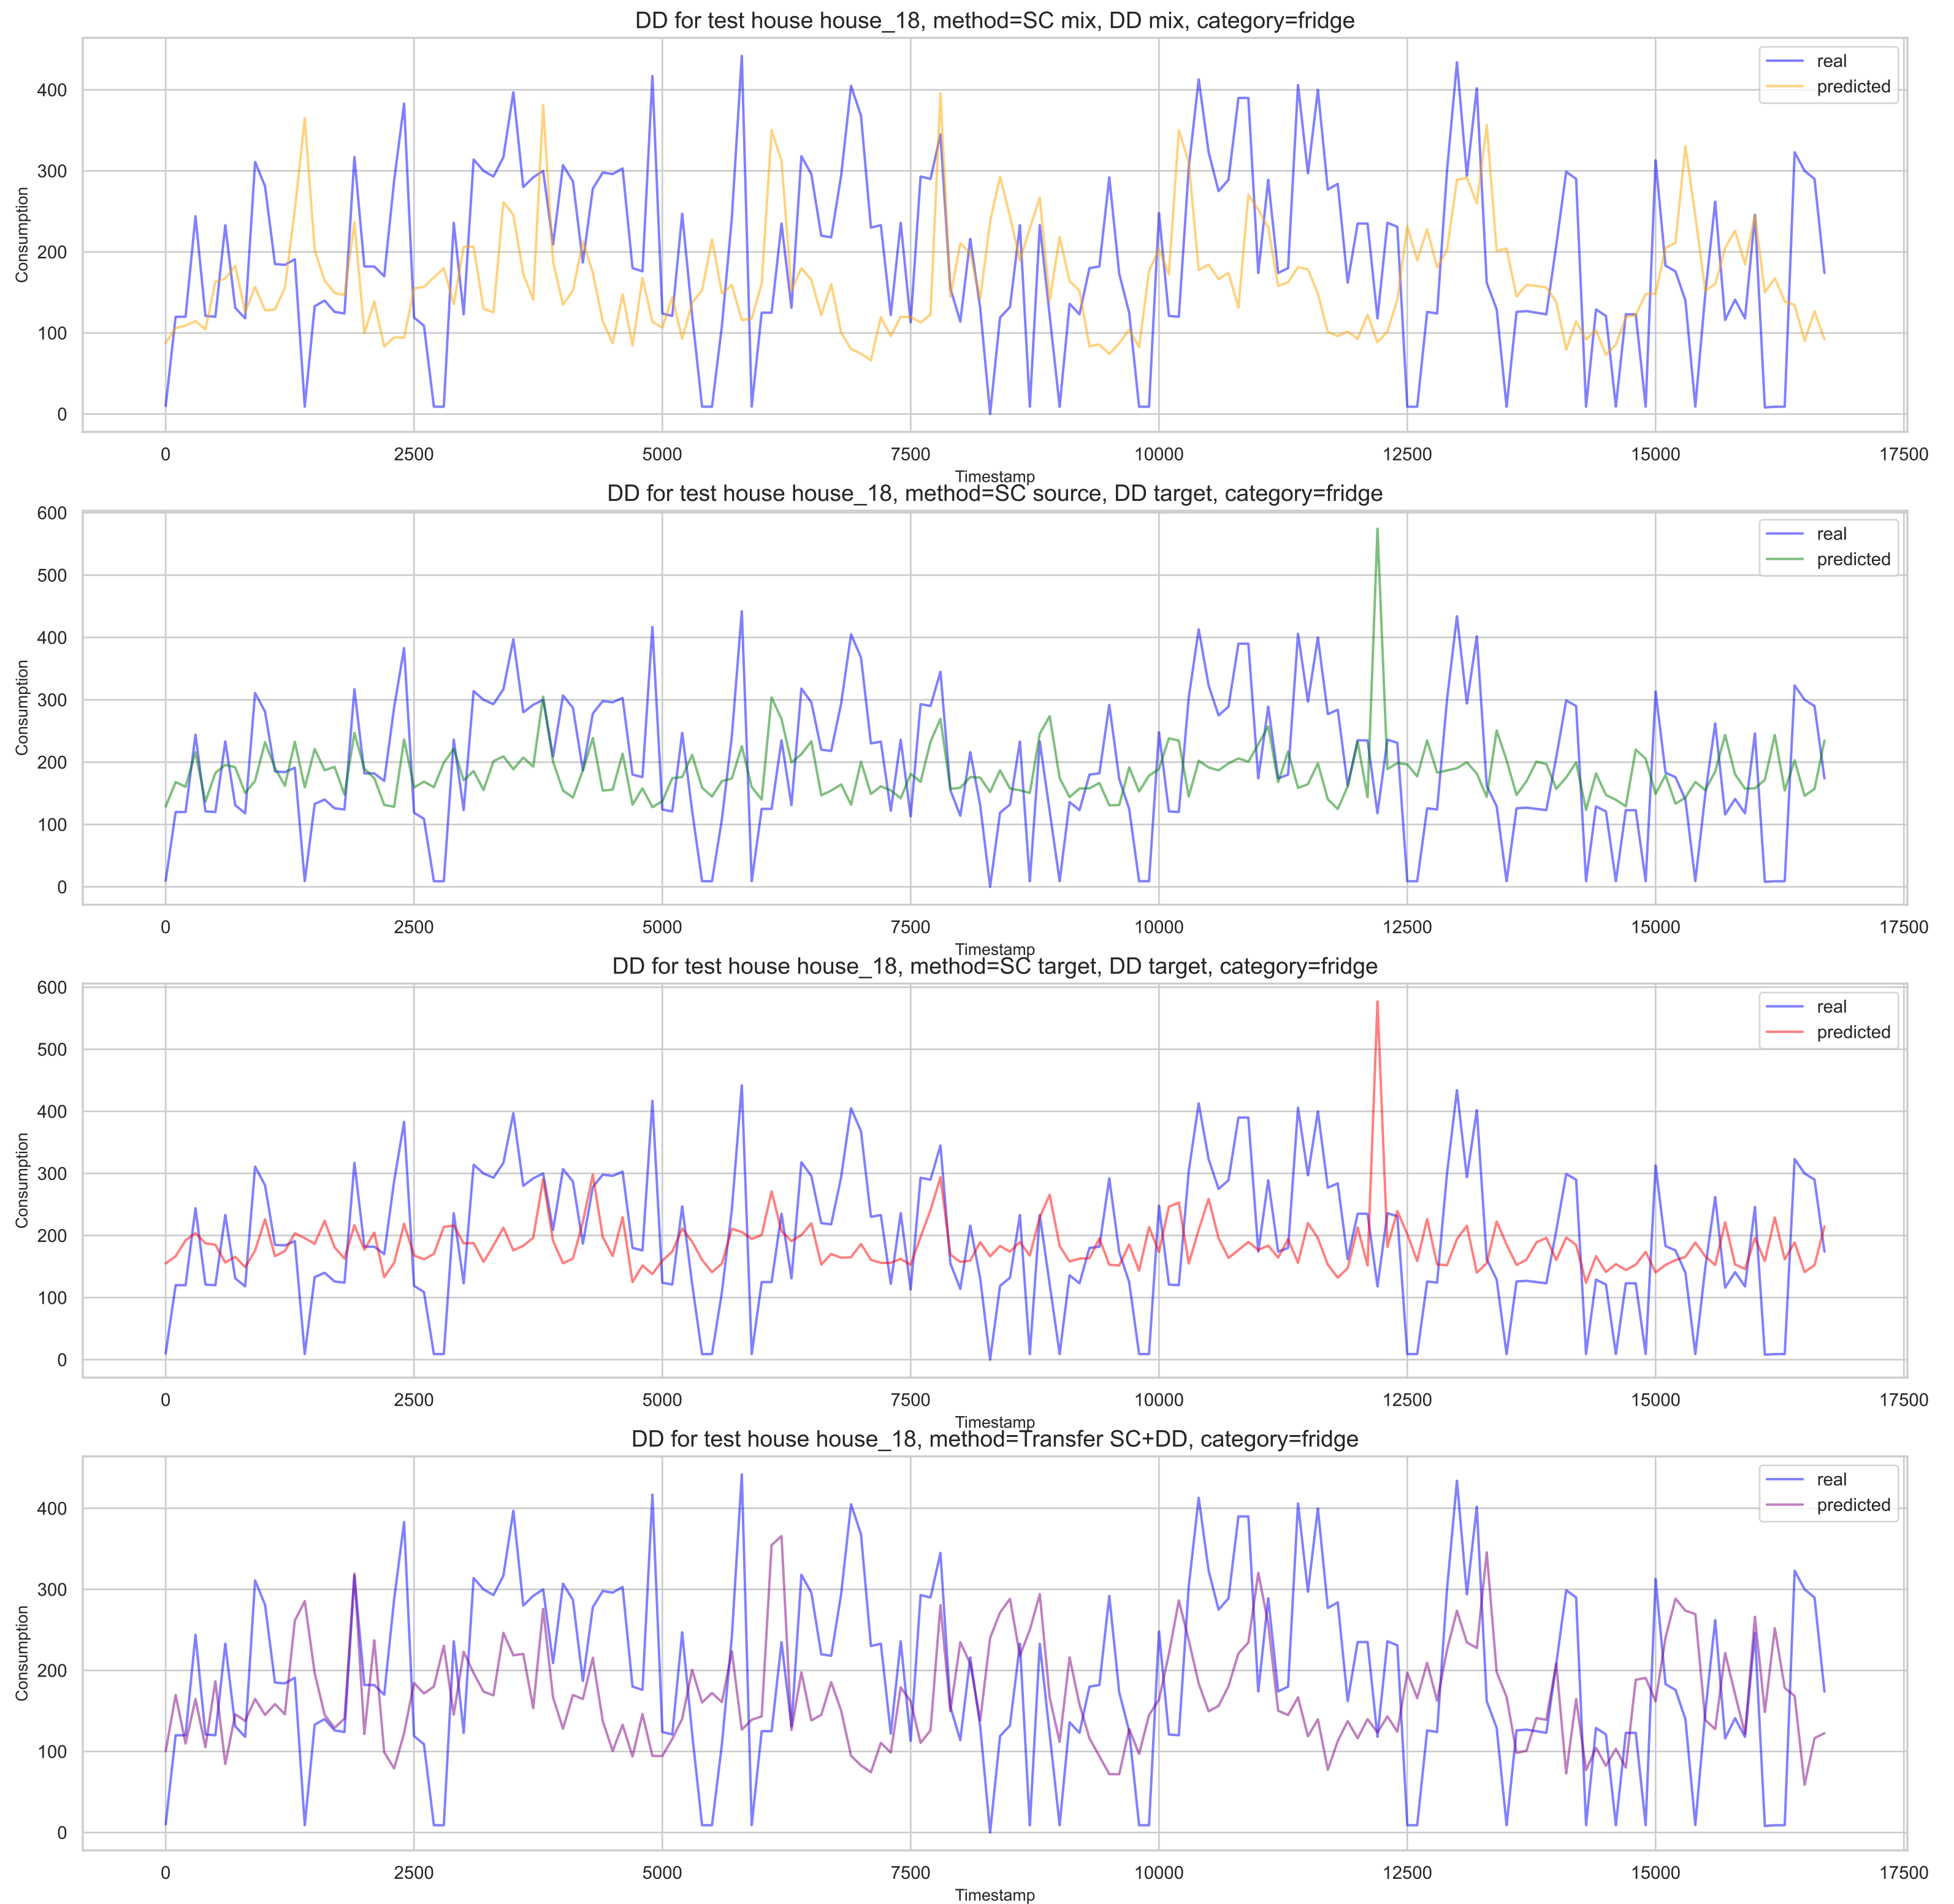 DD for test house house_18, method=SC mix, DD mix, category=fridge
real
predicted
Consumption
400
300
200
100
0
0 2500 5000 7500 10000 12500 15000 17500
Timestamp
DD for test house house_18, method=SC source, DD target, category=fridge
real
predicted
Consumption
600
500
400
300
200
100
0
0 2500 5000 7500 10000 12500 15000 17500
Timestamp
DD for test house house_18, method=SC target, DD target, category=fridge
real
predicted
Consumption
600
500
400
300
200
100
0
0 2500 5000 7500 10000 12500 15000 17500
Timestamp
DD for test house house_18, method=Transfer SC+DD, category=fridge
real
predicted
Consumption
400
300
200
100
0
0 2500 5000 7500 10000 12500 15000 17500
Timestamp